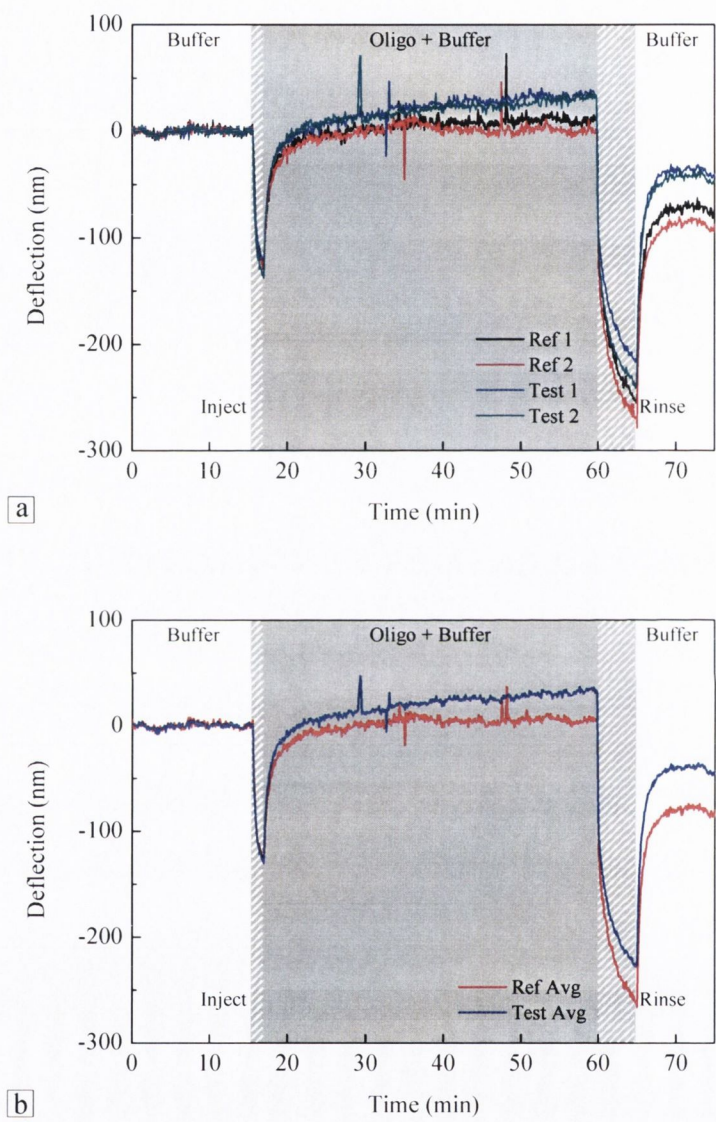 100
Buffer
Oligo + Buffer
Buffer
0
-100
-200
-300
Deflection (nm)
Ref 1
Ref 2
Test 1
Test 2
Inject
Rinse
0 10 20 30 40 50 60 70
Time (min)
a
100
Buffer
Oligo + Buffer
Buffer
0
-100
-200
-300
Deflection (nm)
Ref Avg
Test Avg
Inject
Rinse
0 10 20 30 40 50 60 70
Time (min)
b